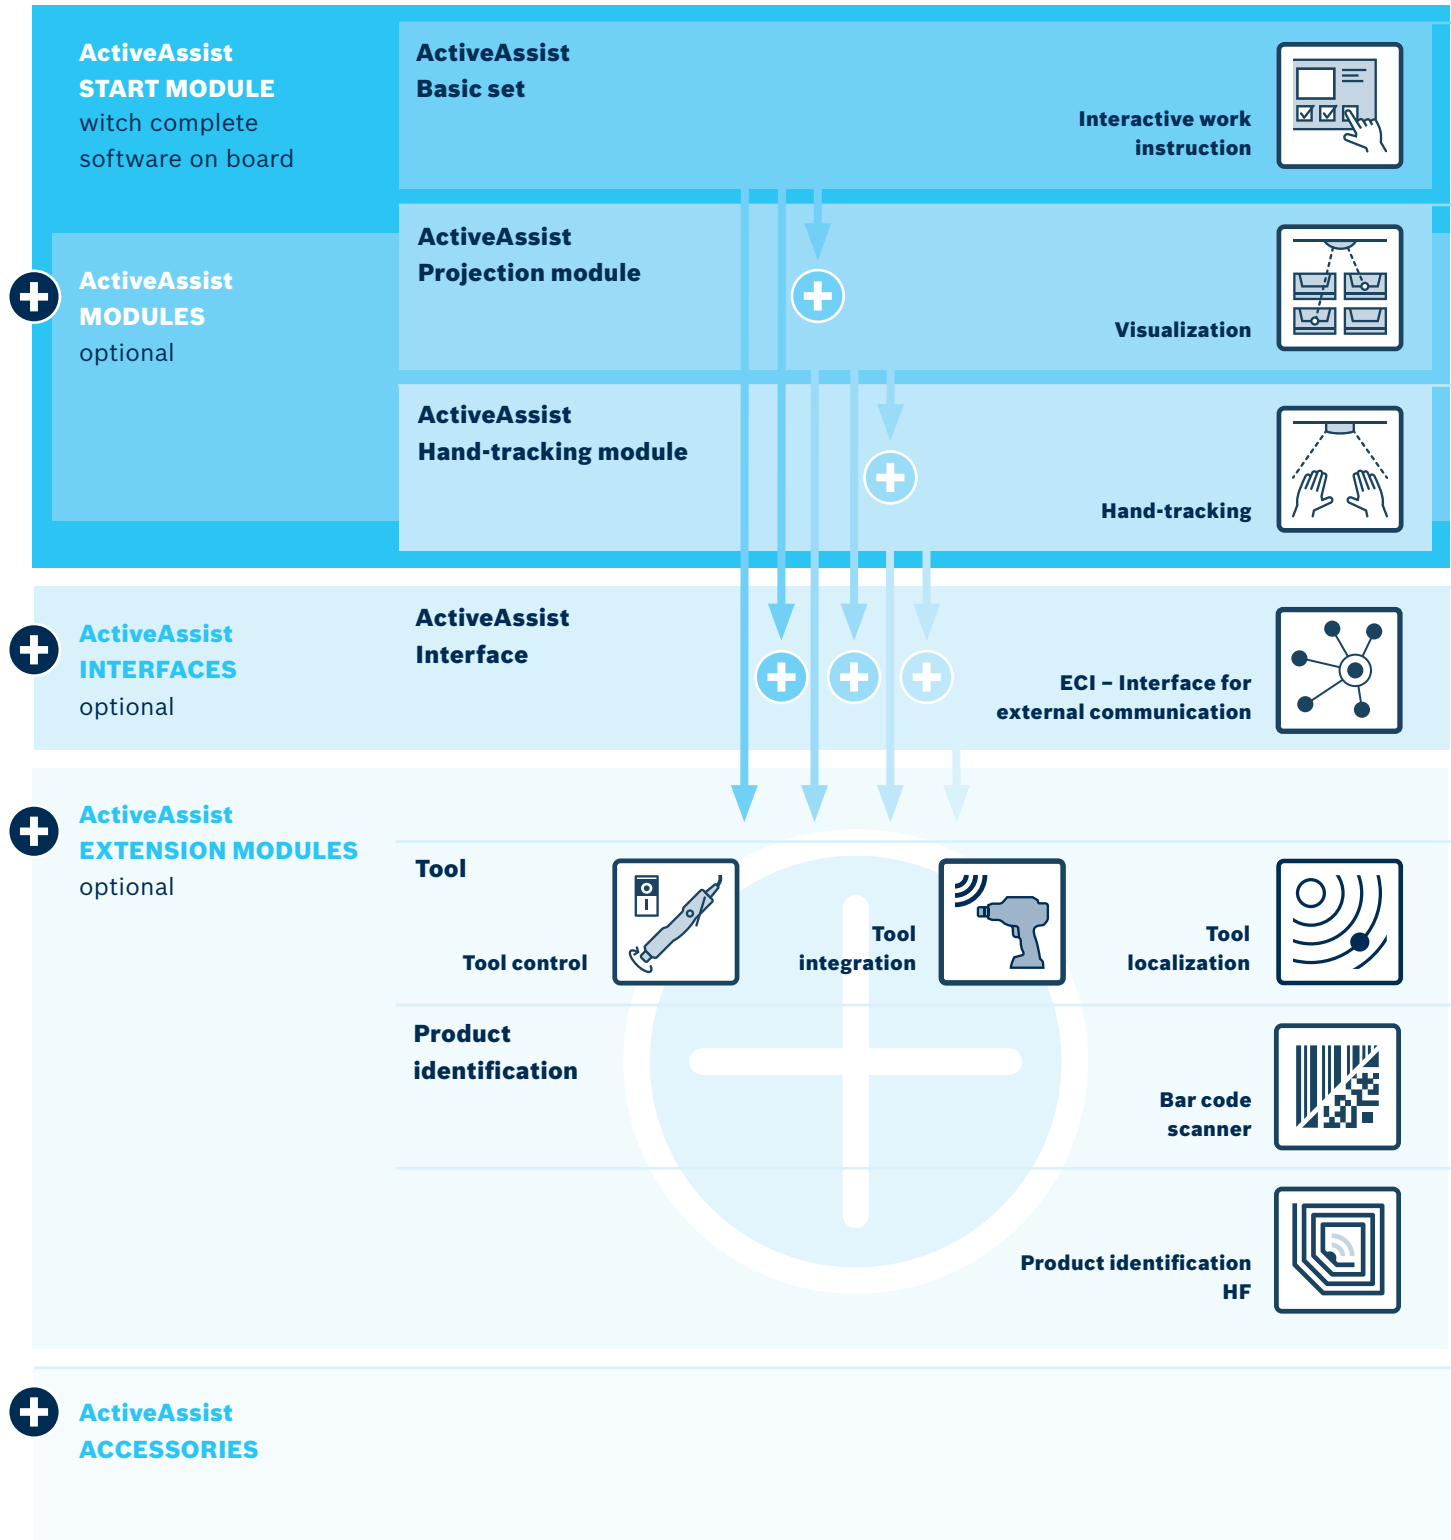 ActiveAssist
START MODULE
witch complete
software on board
ActiveAssist
Basic set
Interactive work
instruction
ActiveAssist
MODULES
optional
ActiveAssist
Projection module
Visualization
ActiveAssist
Hand-tracking module
Hand-tracking
ActiveAssist
INTERFACES
optional
ActiveAssist
Interface
ECI – Interface for
external communication
ActiveAssist
EXTENSION MODULES
optional
Tool
Tool control
Tool
integration
Tool
localization
Product
identification
Bar code
scanner
Product identification
HF
ActiveAssist
ACCESSORIES